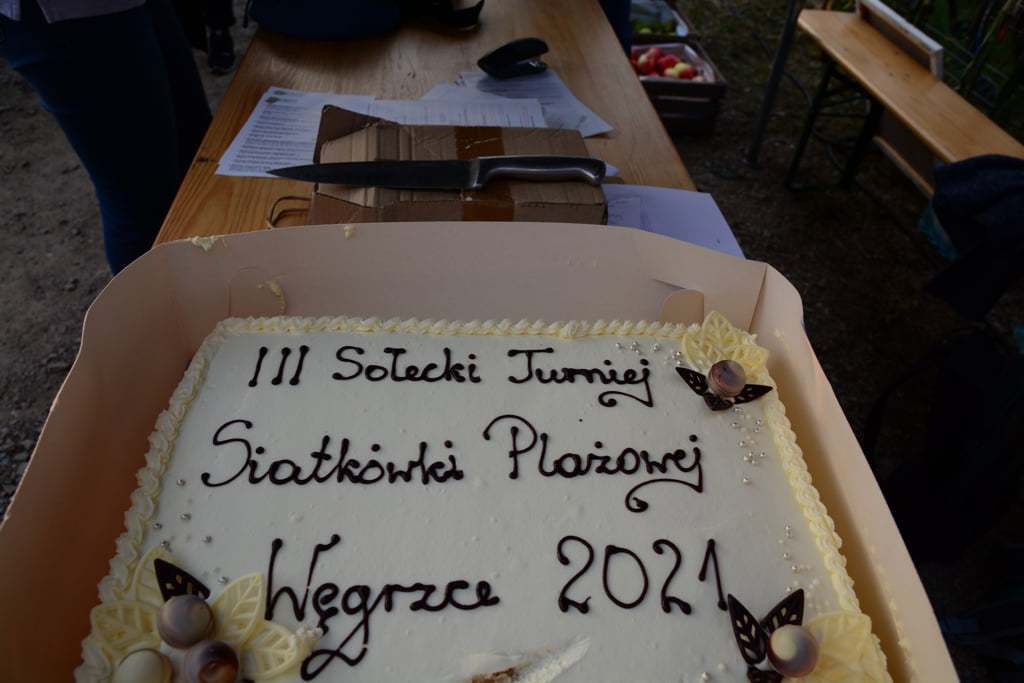 III Sołecki Turniej
Siatkówki Plażowej
Węgrzce 2021